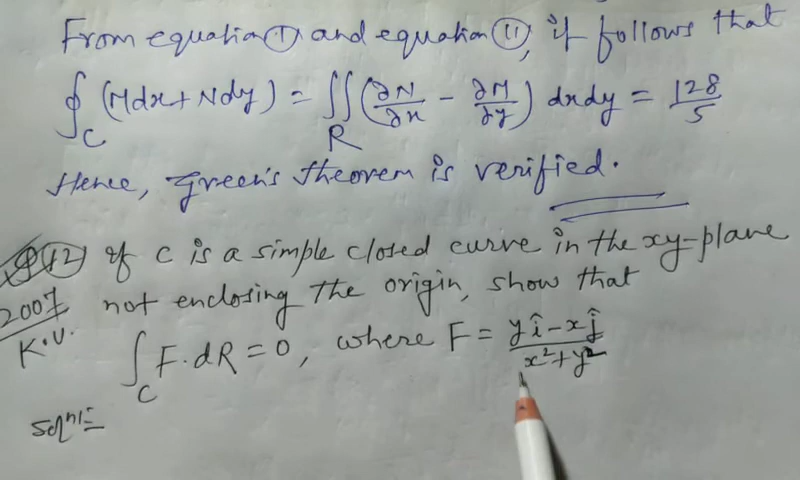 From equation ① and equation ⑪, it follows that
∮_C (Mdx + Ndy) = ∬_R (∂N/∂x - ∂M/∂y) dxdy = 128/5
Hence, Green's theorem is verified.
Q12 If C is a simple closed curve in the xy-plane
2007 not enclosing the origin, show that
K.U. ∫_C F.dR = 0, where F = (yî - xĵ)/(x² + y²)
Solⁿ:-